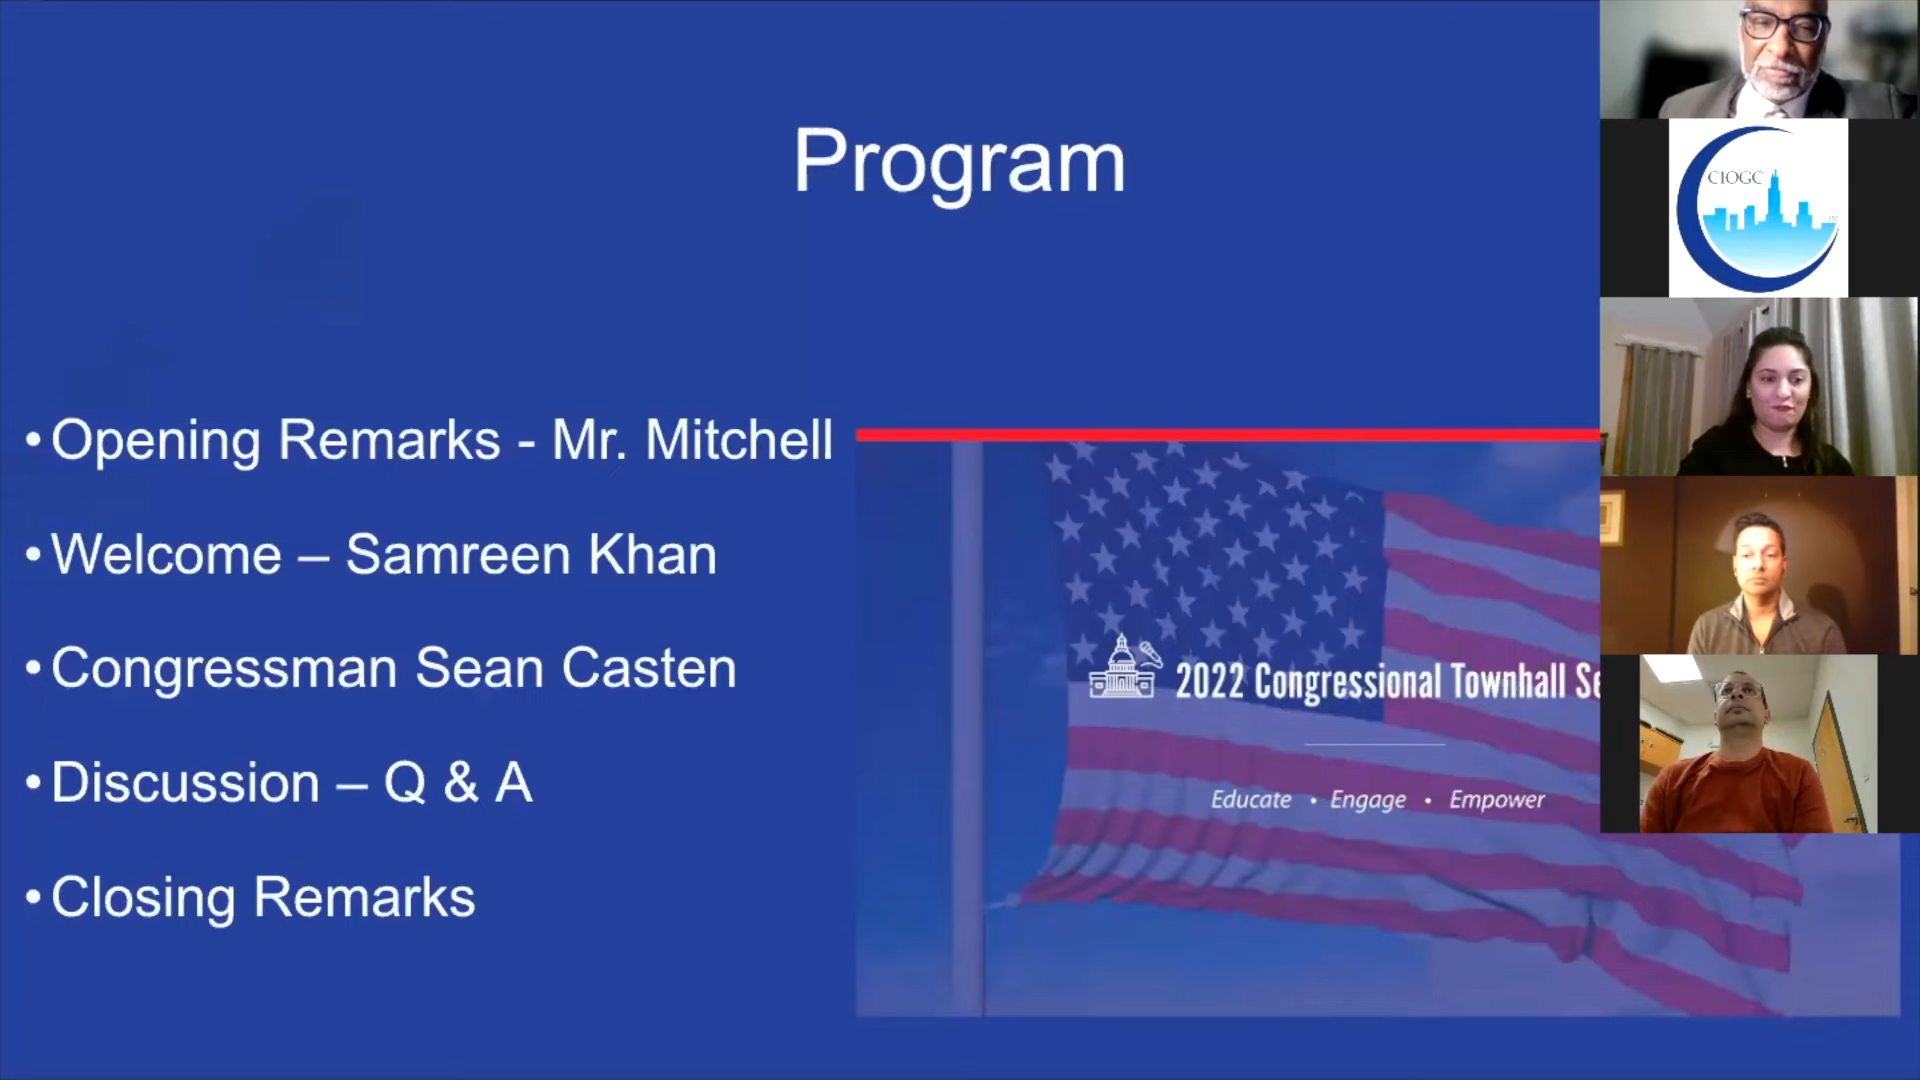 Program
•Opening Remarks - Mr. Mitchell
•Welcome – Samreen Khan
•Congressman Sean Casten
•Discussion – Q & A
•Closing Remarks
2022 Congressional Townhall Se
Educate • Engage • Empower
CIOGC